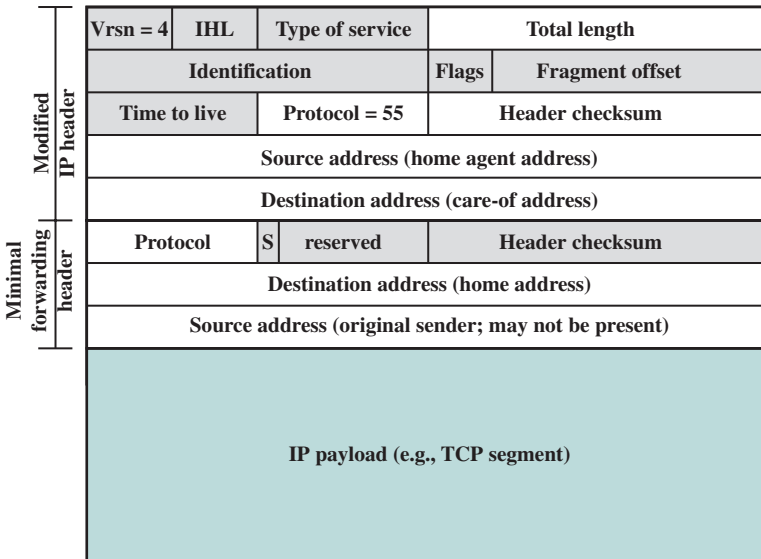 Modified
IP header
Vrsn = 4 IHL Type of service Total length
Identification Flags Fragment offset
Time to live Protocol = 55 Header checksum
Source address (home agent address)
Destination address (care-of address)
Minimal
forwarding
header
Protocol S reserved Header checksum
Destination address (home address)
Source address (original sender; may not be present)
IP payload (e.g., TCP segment)